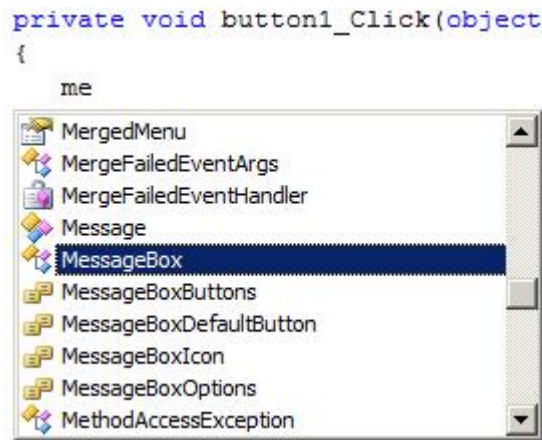 private void button1_Click(object
{
me
MergedMenu
MergeFailedEventArgs
MergeFailedEventHandler
Message
MessageBox
MessageBoxButtons
MessageBoxDefaultButton
MessageBoxIcon
MessageBoxOptions
MethodAccessException